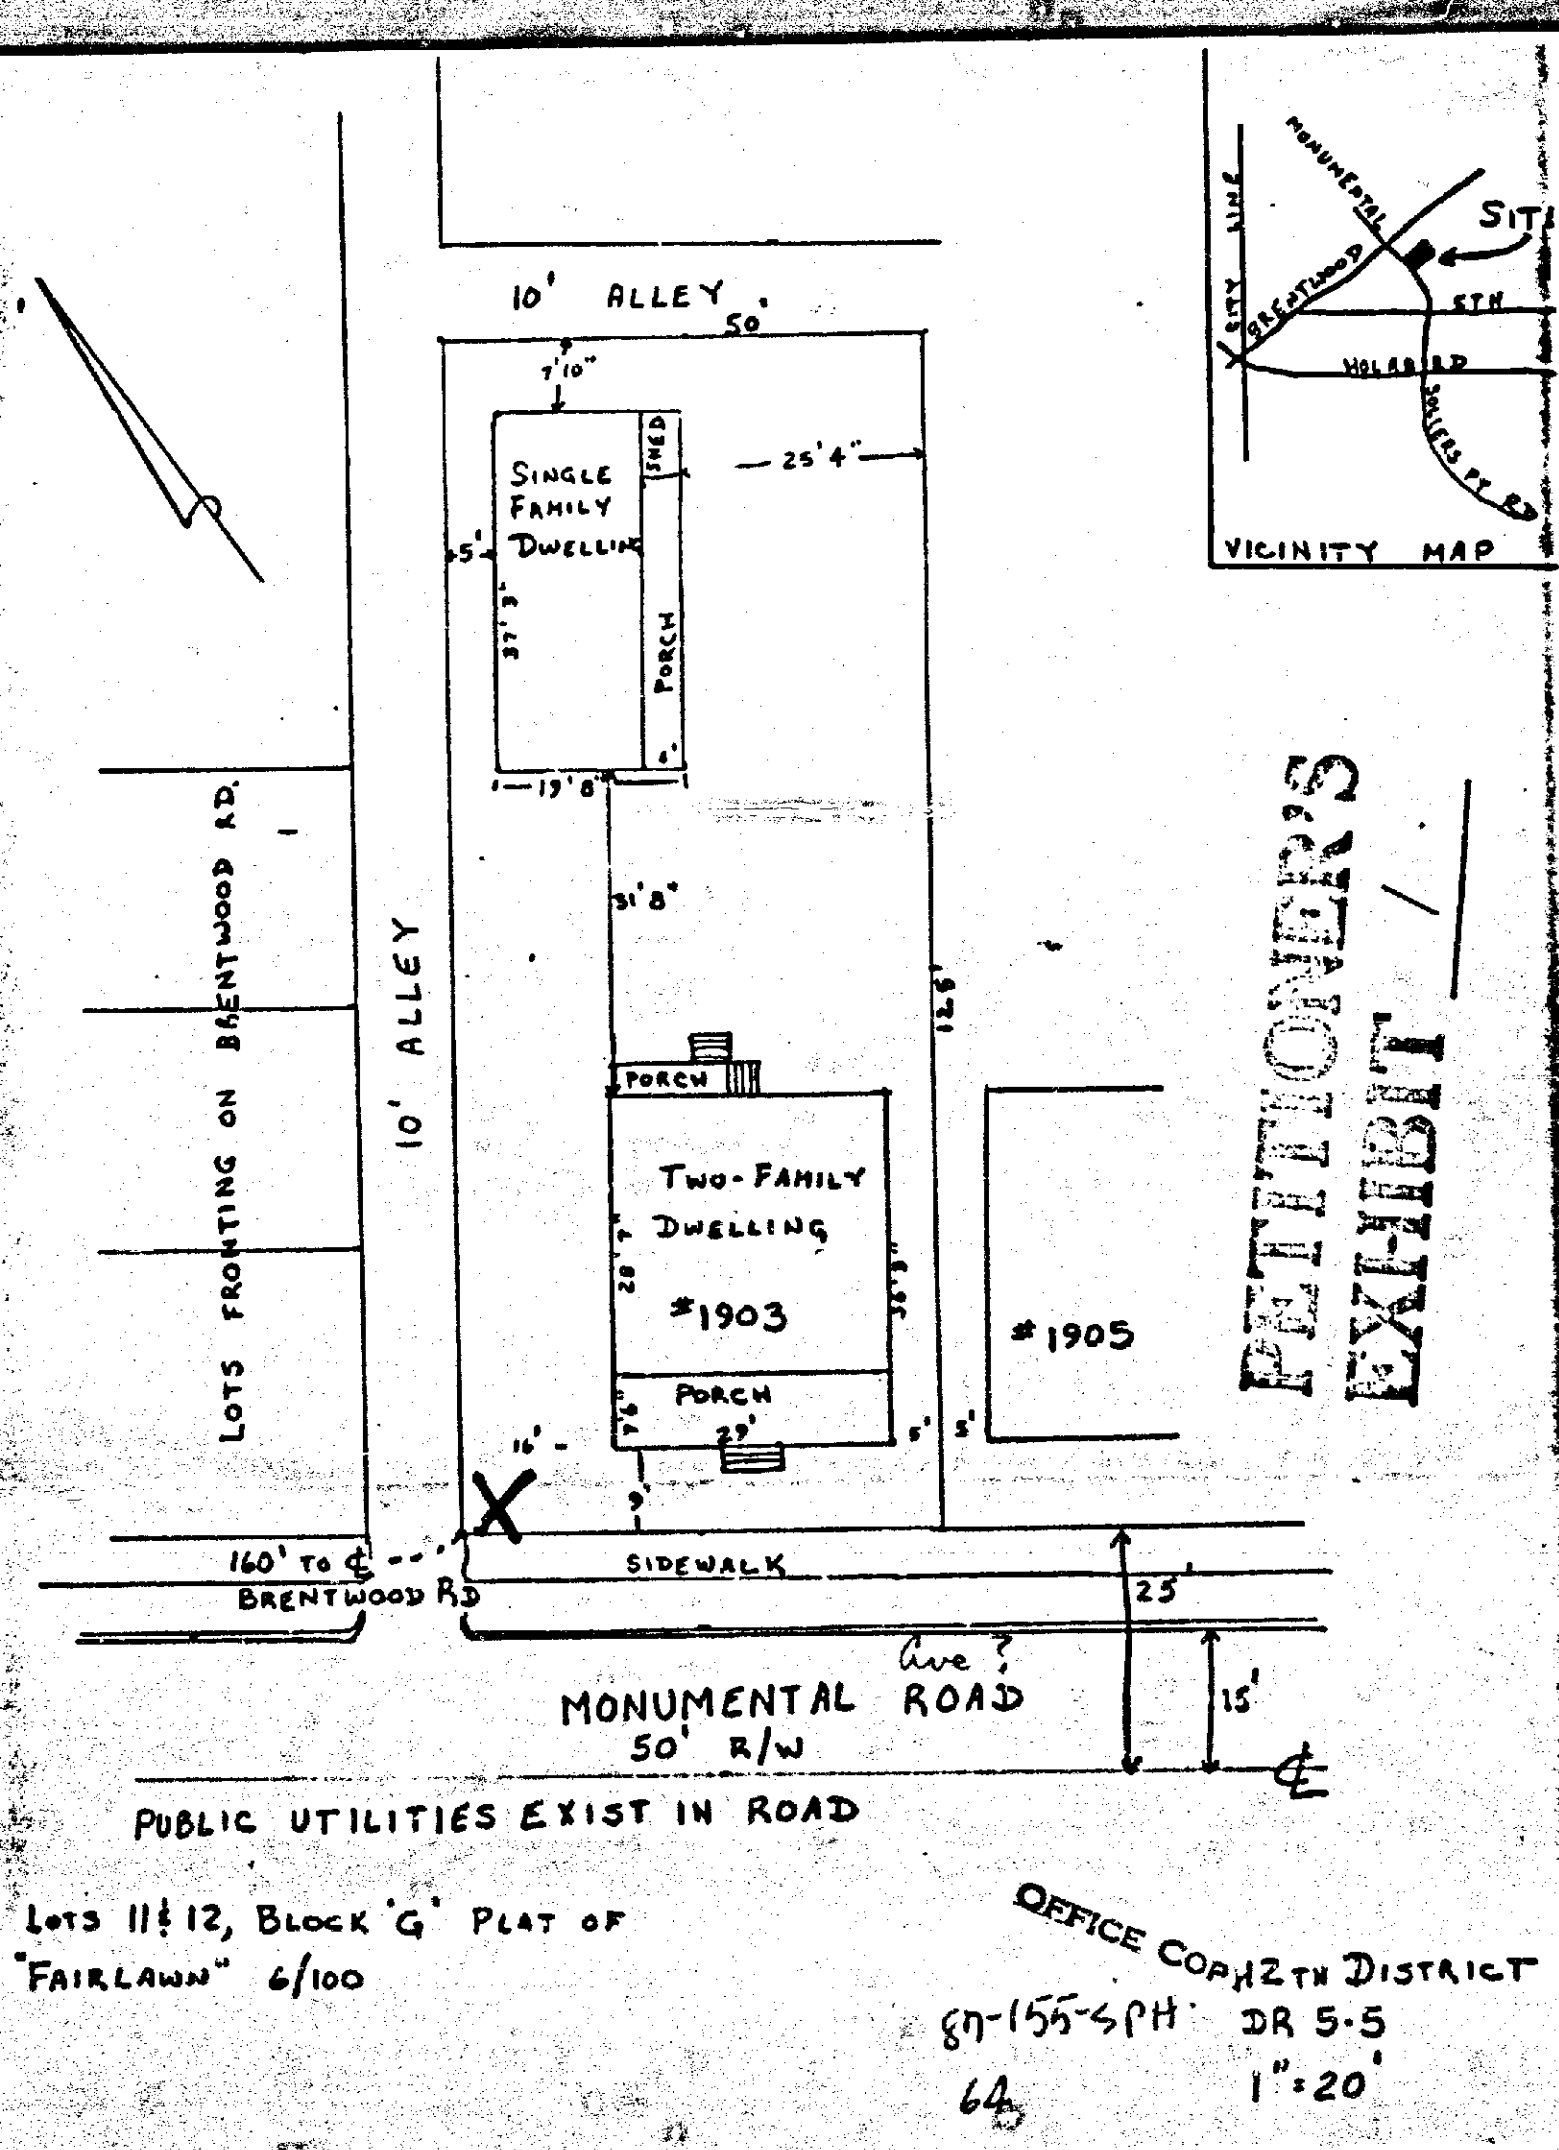 10' ALLEY
50'
7'10"
SINGLE
FAMILY
DWELLING
SHED
25'4"
5'
37'3"
PORCH
19'8"
31'8"
LOTS FRONTING ON BRENTWOOD RD.
10' ALLEY
125'
PORCH
TWO-FAMILY
DWELLING
28'7"
36'3"
#1903
#1905
PORCH
7'6"
29'
16'
5'
5'
9'
X
160' TO ℄
BRENTWOOD RD
SIDEWALK
25'
15'
Ave ?
MONUMENTAL ROAD
50' R/W
℄
PUBLIC UTILITIES EXIST IN ROAD
LOTS 11 & 12, BLOCK "G" PLAT OF
"FAIRLAWN" 6/100
OFFICE COPY
12TH DISTRICT
87-155-SPH
DR 5.5
1"=20'
MONUMENTAL
CITY LINE
BRENTWOOD
SIT
5TH
HOLABIRD
SOLLERS PT RD
VICINITY MAP
PETITIONER'S
EXHIBIT 1